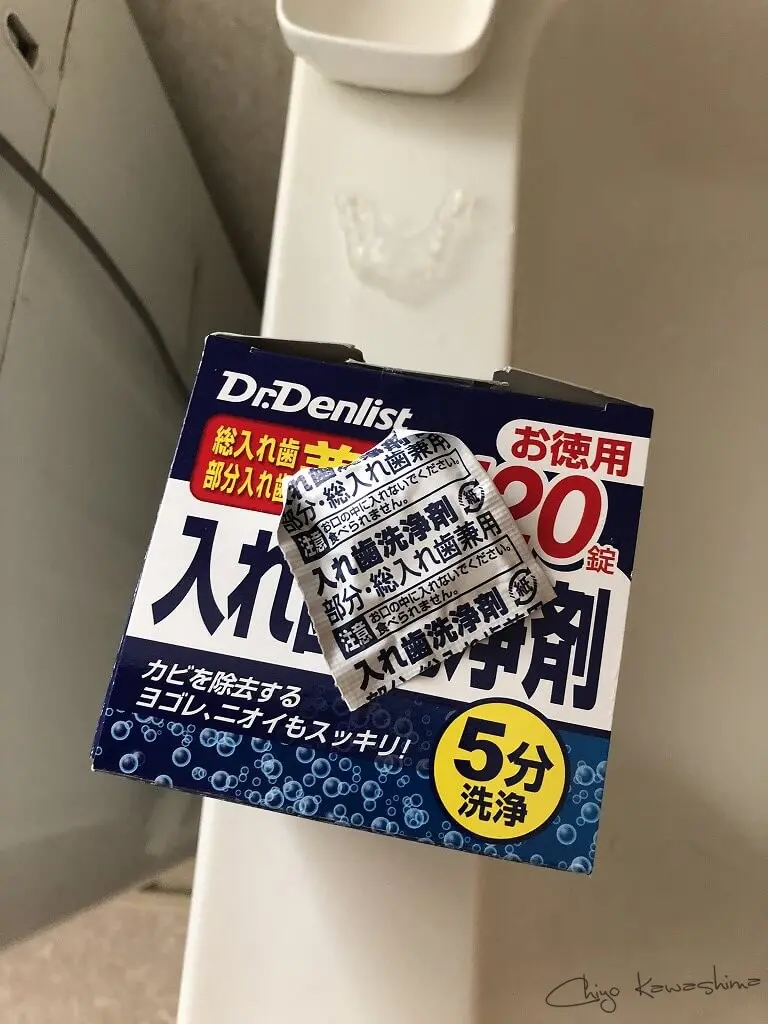 Dr.Denlist
総入れ歯
部分入れ歯
お徳用
20錠
入れ
浄剤
カビを除去する
ヨゴレ、ニオイもスッキリ!
5分
洗浄
部分・総入れ歯兼用
注意
お口の中に入れないでください。
食べられません。
紙
入れ歯洗浄剤
部分・総入れ歯兼用
注意
お口の中に入れないでください。
食べられません。
紙
入れ歯洗浄剤
Chiyo Kawashima